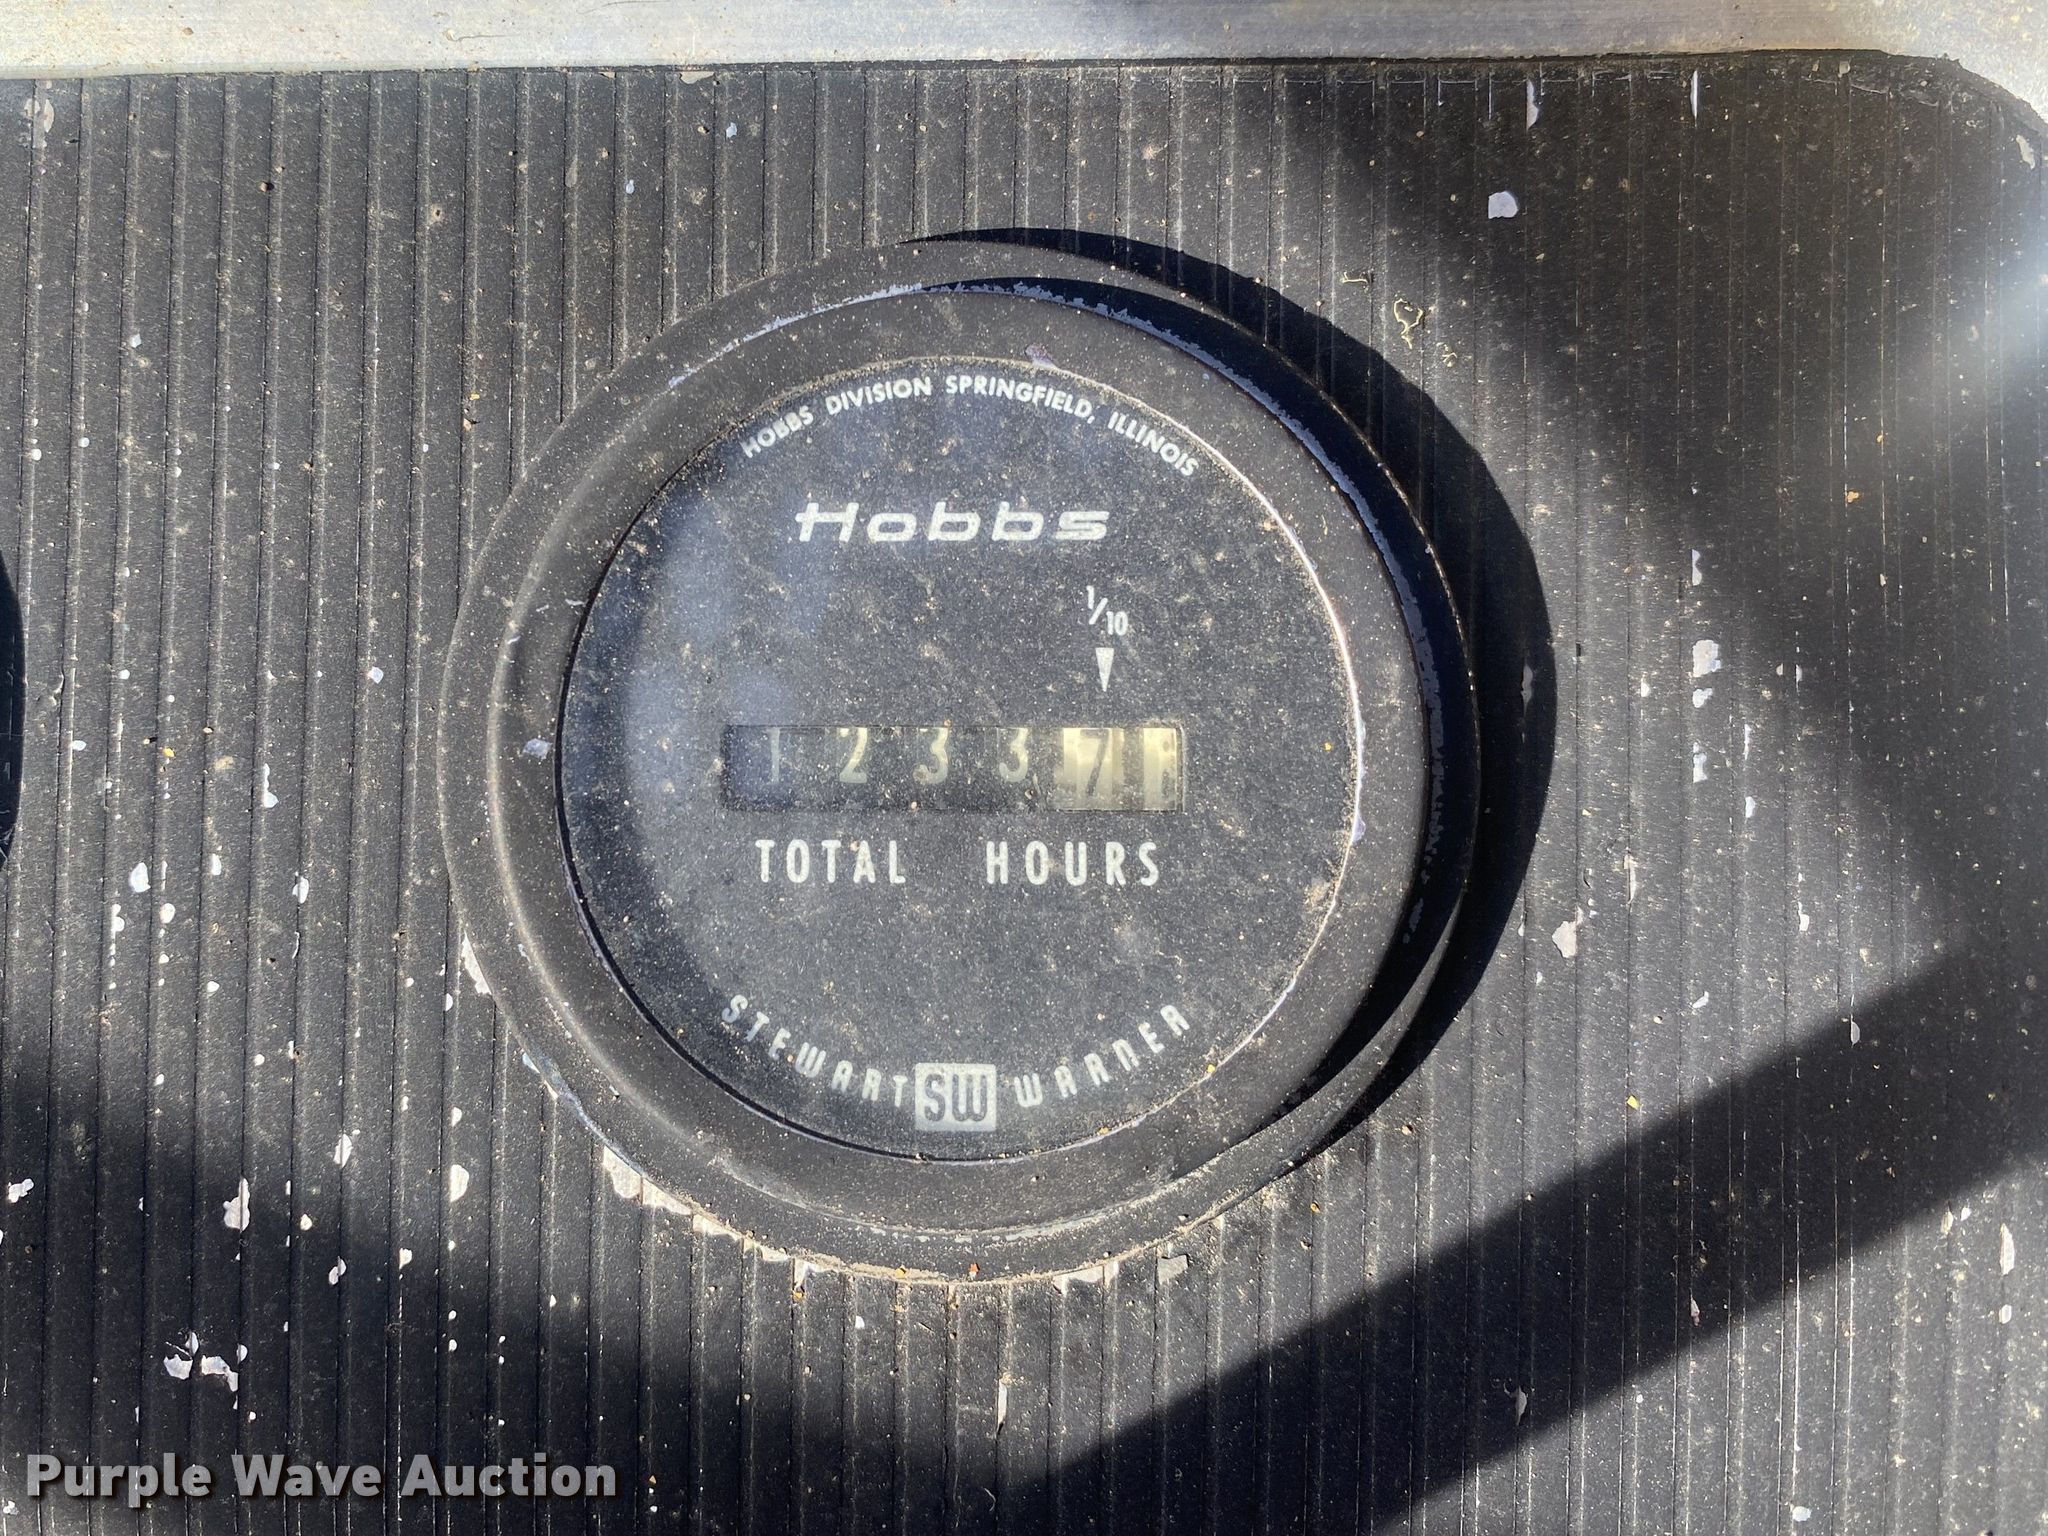 HOBBS DIVISION SPRINGFIELD, ILLINOIS
Hobbs
1/10
1 2 3 3 7
TOTAL HOURS
STEWART SW WARNER
Purple Wave Auction